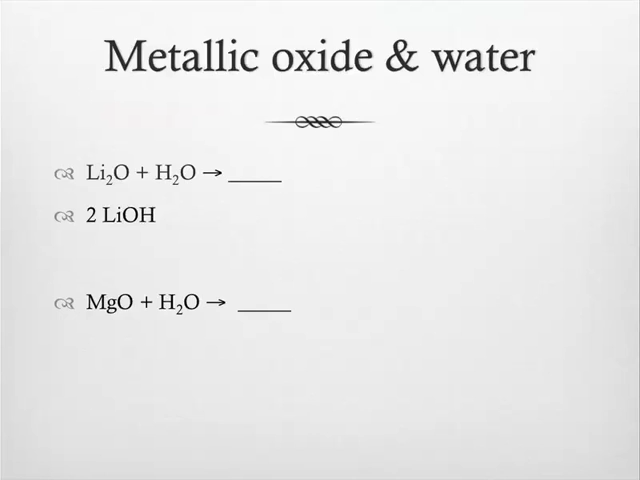 Metallic oxide & water
Li₂O + H₂O → _____
2 LiOH
MgO + H₂O → _____